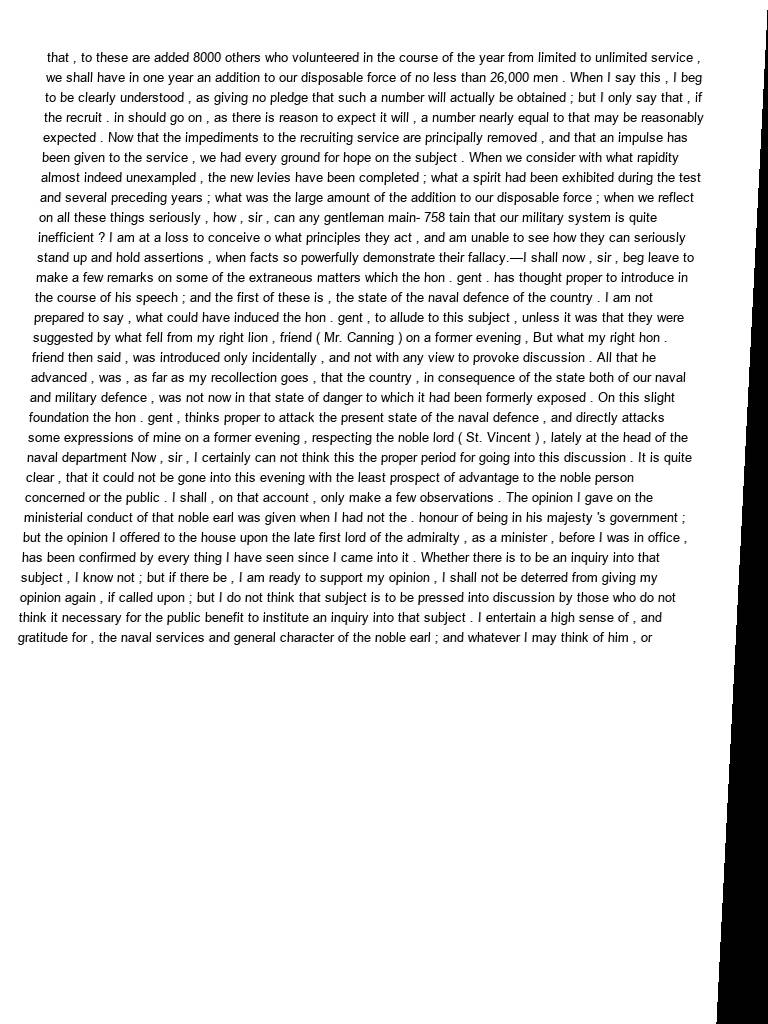 that , to these are added 8000 others who volunteered in the course of the year from limited to unlimited service ,
we shall have in one year an addition to our disposable force of no less than 26,000 men . When I say this , I beg
to be clearly understood , as giving no pledge that such a number will actually be obtained ; but I only say that , if
the recruit . in should go on , as there is reason to expect it will , a number nearly equal to that may be reasonably
expected . Now that the impediments to the recruiting service are principally removed , and that an impulse has
been given to the service , we had every ground for hope on the subject . When we consider with what rapidity
almost indeed unexampled , the new levies have been completed ; what a spirit had been exhibited during the test
and several preceding years ; what was the large amount of the addition to our disposable force ; when we reflect
on all these things seriously , how , sir , can any gentleman main- 758 tain that our military system is quite
inefficient ? I am at a loss to conceive o what principles they act , and am unable to see how they can seriously
stand up and hold assertions , when facts so powerfully demonstrate their fallacy.—I shall now , sir , beg leave to
make a few remarks on some of the extraneous matters which the hon . gent . has thought proper to introduce in
the course of his speech ; and the first of these is , the state of the naval defence of the country . I am not
prepared to say , what could have induced the hon . gent , to allude to this subject , unless it was that they were
suggested by what fell from my right lion , friend ( Mr. Canning ) on a former evening , But what my right hon .
friend then said , was introduced only incidentally , and not with any view to provoke discussion . All that he
advanced , was , as far as my recollection goes , that the country , in consequence of the state both of our naval
and military defence , was not now in that state of danger to which it had been formerly exposed . On this slight
foundation the hon . gent , thinks proper to attack the present state of the naval defence , and directly attacks
some expressions of mine on a former evening , respecting the noble lord ( St. Vincent ) , lately at the head of the
naval department Now , sir , I certainly can not think this the proper period for going into this discussion . It is quite
clear , that it could not be gone into this evening with the least prospect of advantage to the noble person
concerned or the public . I shall , on that account , only make a few observations . The opinion I gave on the
ministerial conduct of that noble earl was given when I had not the . honour of being in his majesty 's government ;
but the opinion I offered to the house upon the late first lord of the admiralty , as a minister , before I was in office ,
has been confirmed by every thing I have seen since I came into it . Whether there is to be an inquiry into that
subject , I know not ; but if there be , I am ready to support my opinion , I shall not be deterred from giving my
opinion again , if called upon ; but I do not think that subject is to be pressed into discussion by those who do not
think it necessary for the public benefit to institute an inquiry into that subject . I entertain a high sense of , and
gratitude for , the naval services and general character of the noble earl ; and whatever I may think of him , or